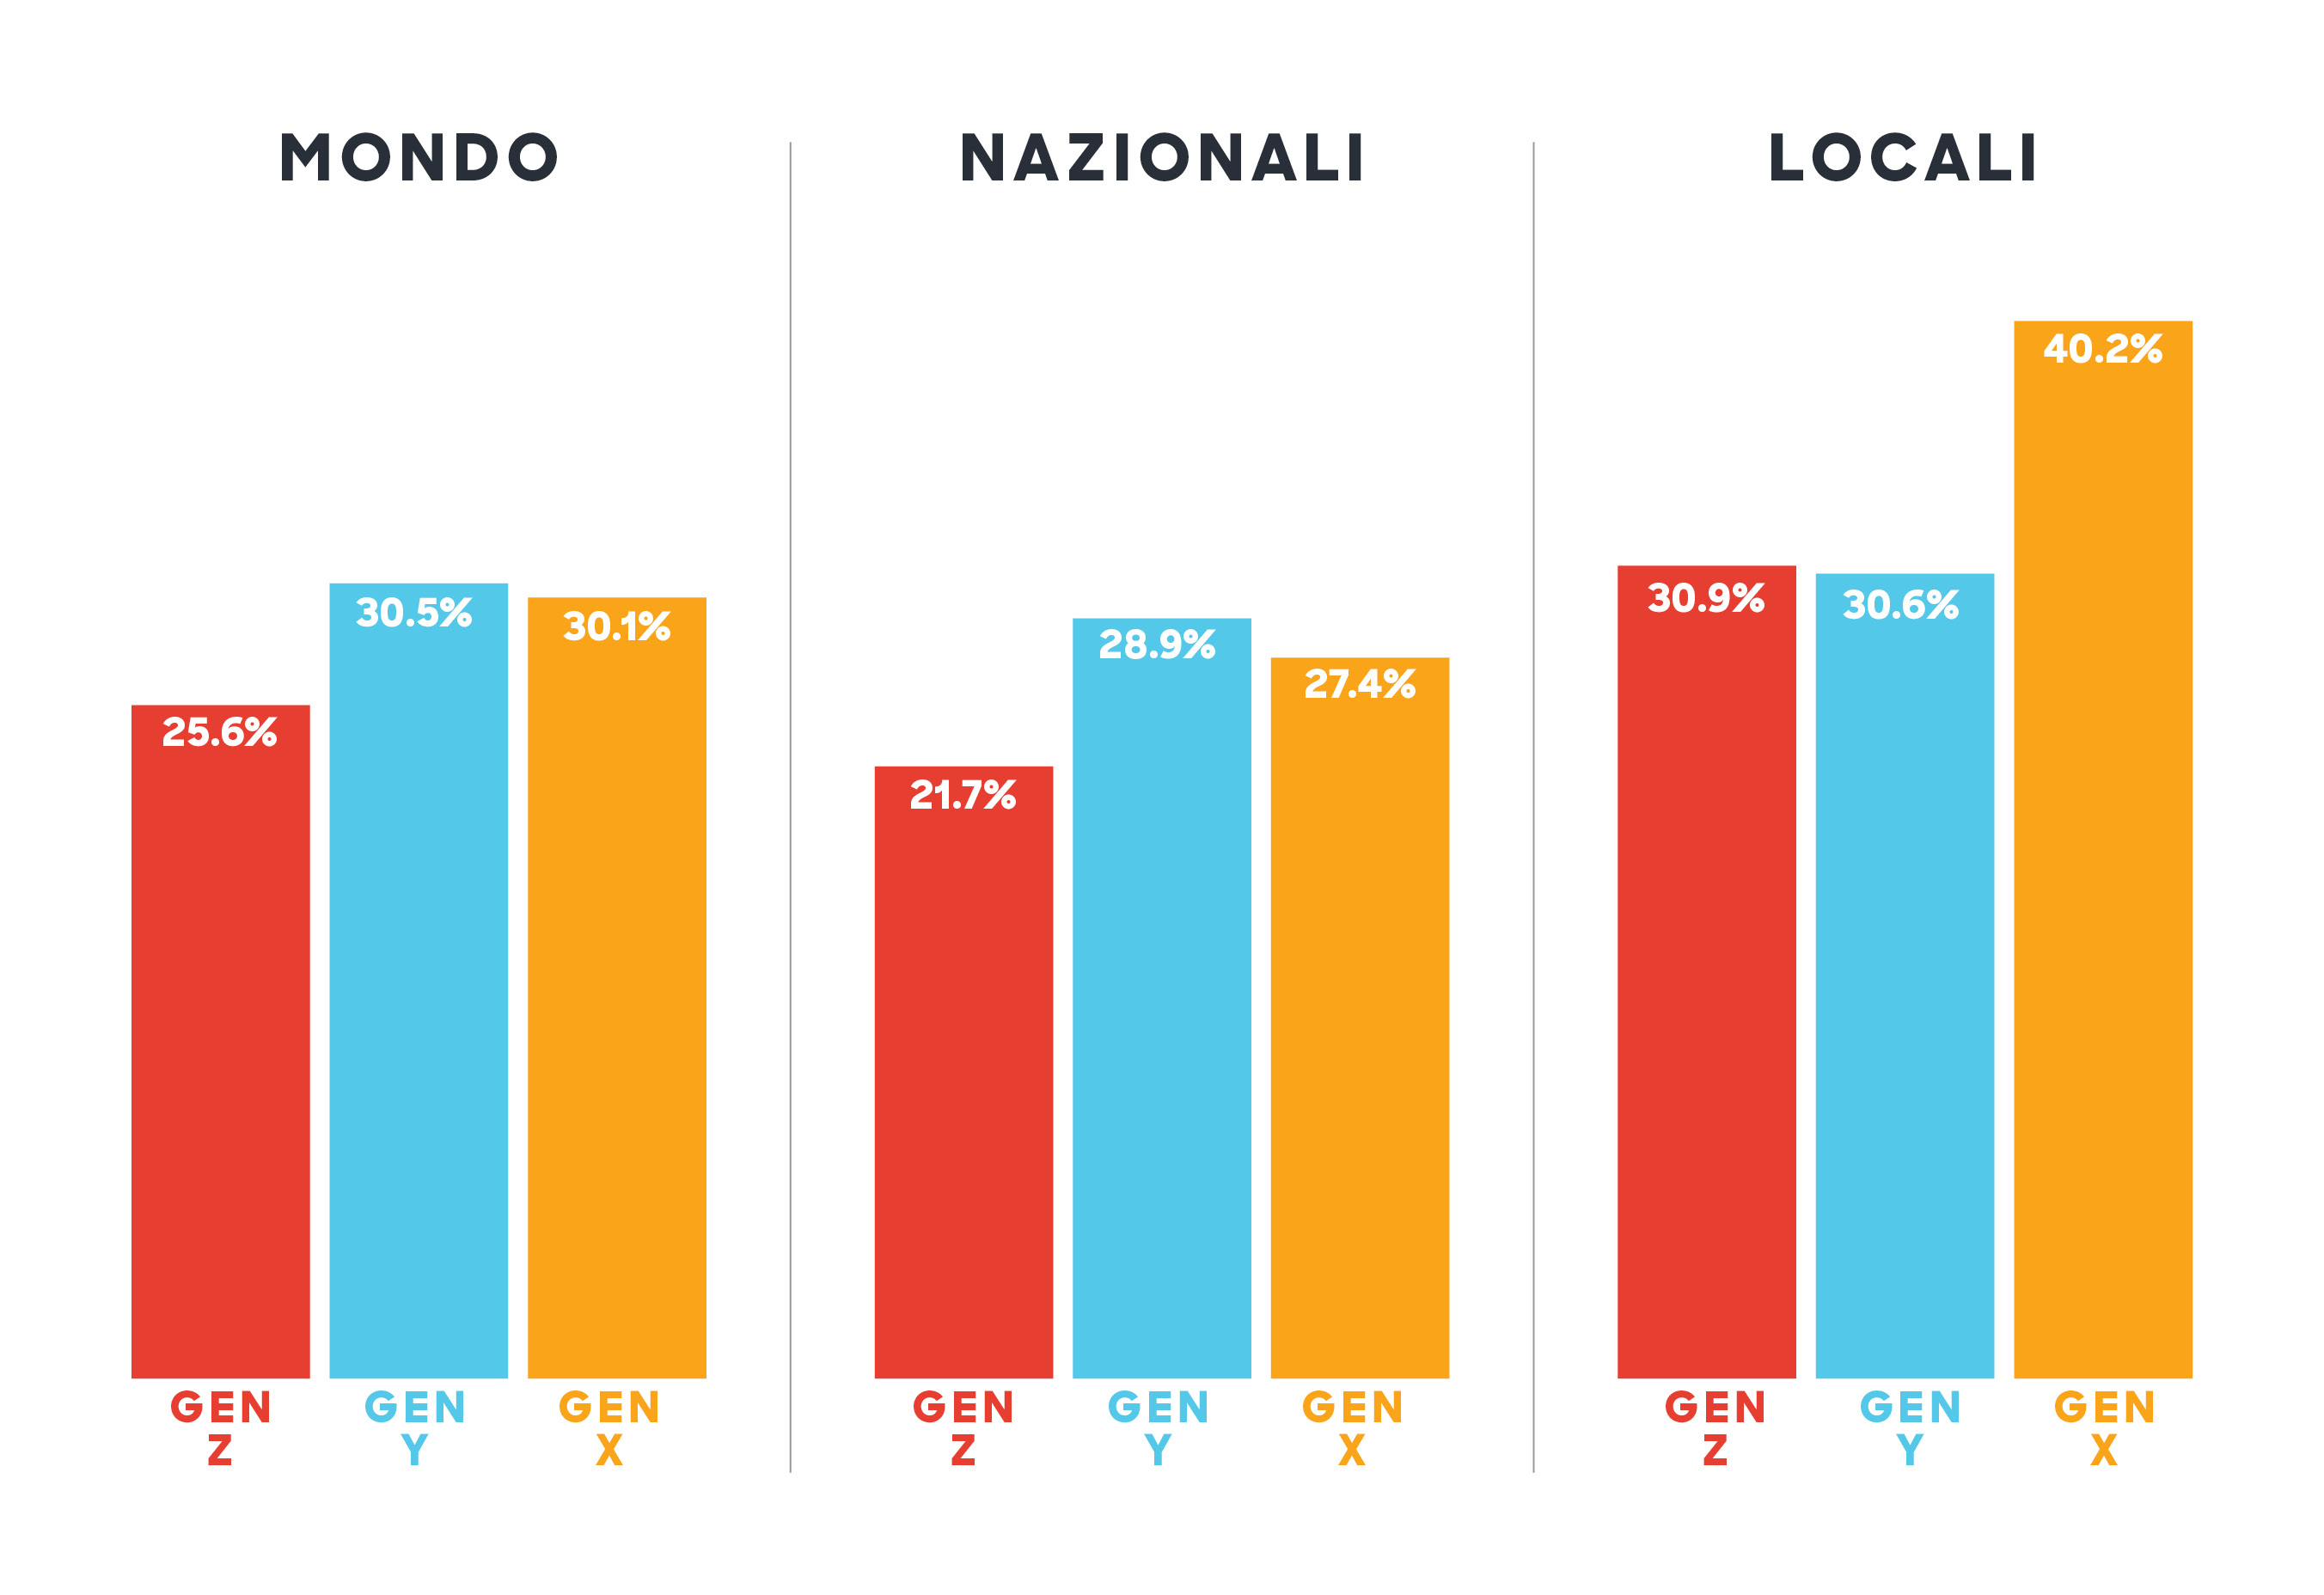 MONDO
NAZIONALI
LOCALI
25.6%
30.5%
30.1%
21.7%
28.9%
27.4%
30.9%
30.6%
40.2%
GEN
Z
GEN
Y
GEN
X
GEN
Z
GEN
Y
GEN
X
GEN
Z
GEN
Y
GEN
X